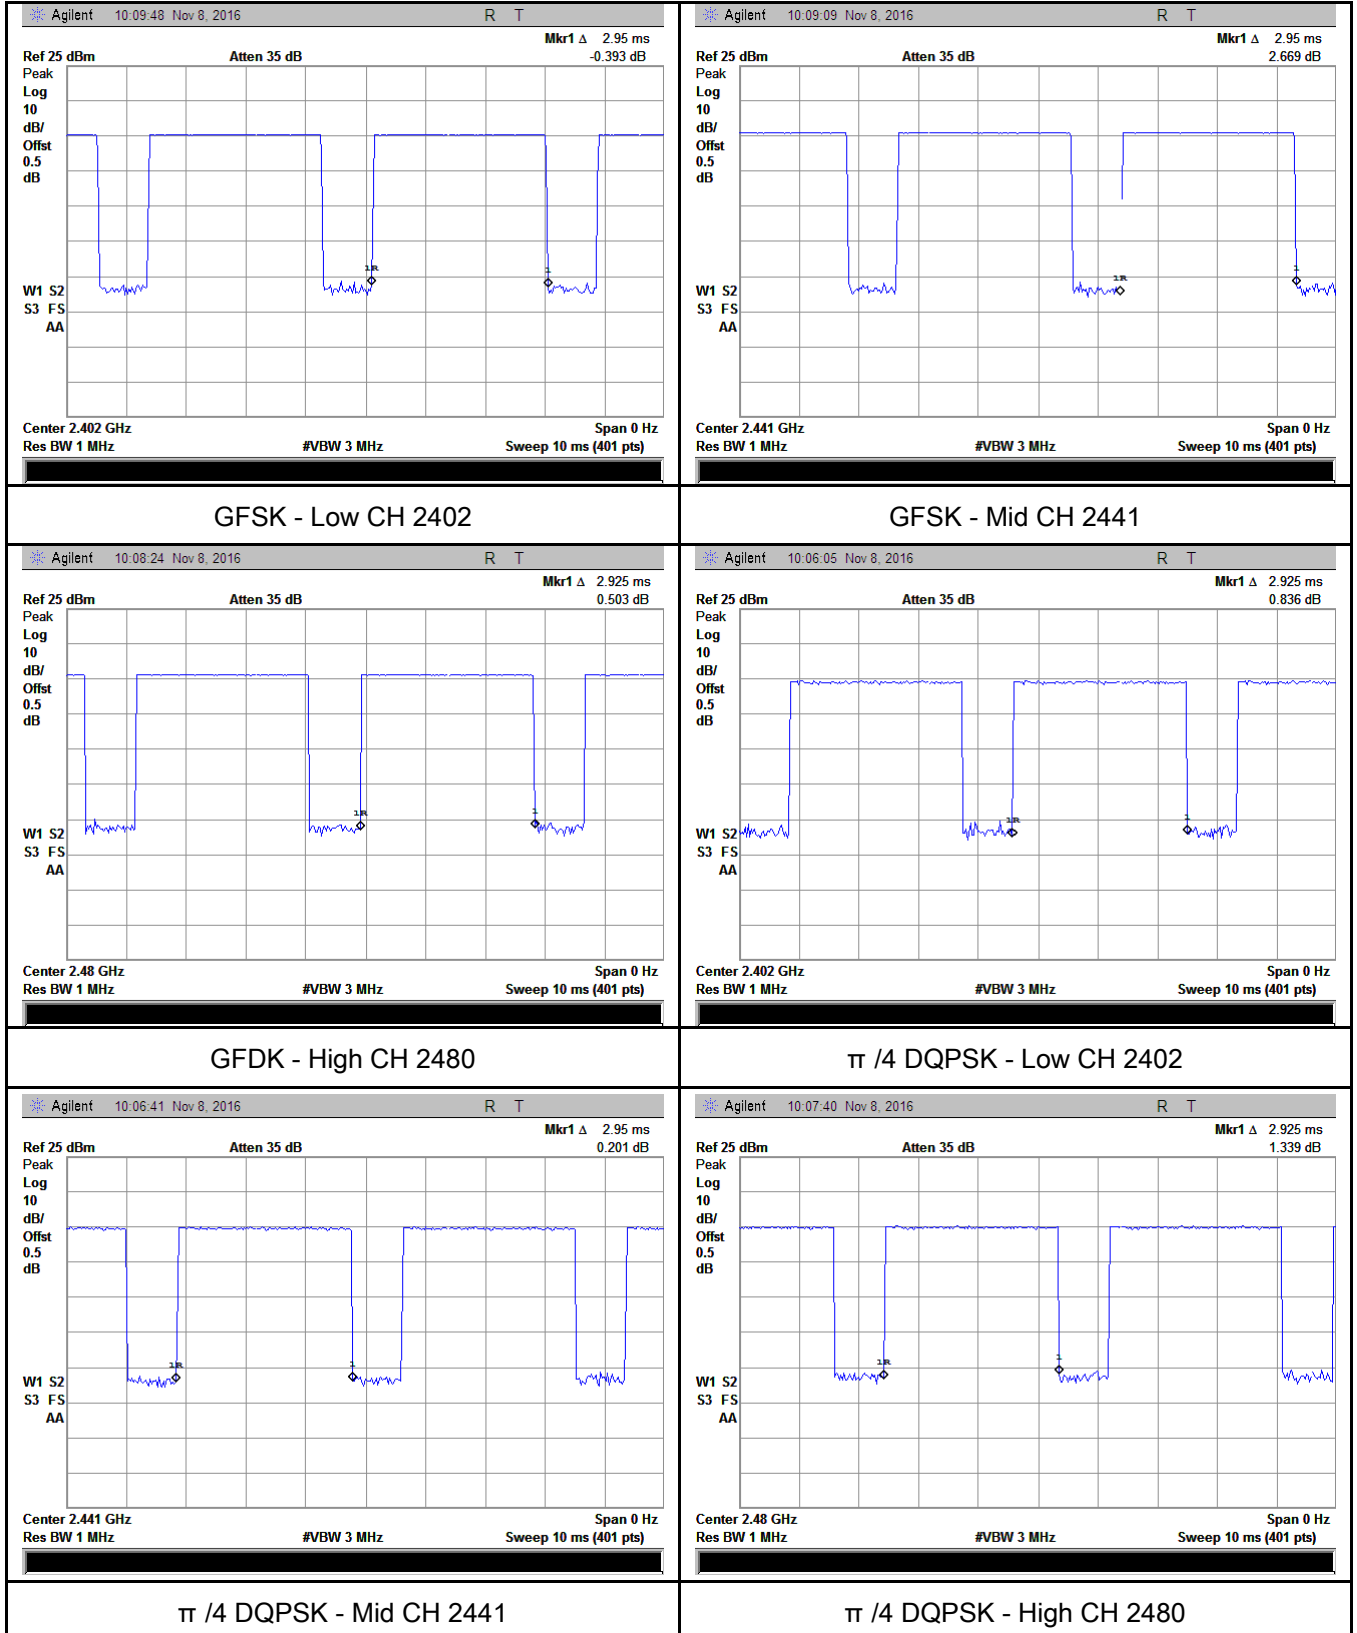 Agilent 10:09:48 Nov 8, 2016 R T
Mkr1 Δ 2.95 ms
Ref 25 dBm Atten 35 dB -0.393 dB
Peak
Log
10
dB/
Offst
0.5
dB
1R
1
W1 S2
S3 FS
AA
Center 2.402 GHz Span 0 Hz
Res BW 1 MHz #VBW 3 MHz Sweep 10 ms (401 pts)
GFSK - Low CH 2402
Agilent 10:09:09 Nov 8, 2016 R T
Mkr1 Δ 2.95 ms
Ref 25 dBm Atten 35 dB 2.669 dB
Peak
Log
10
dB/
Offst
0.5
dB
1R
1
W1 S2
S3 FS
AA
Center 2.441 GHz Span 0 Hz
Res BW 1 MHz #VBW 3 MHz Sweep 10 ms (401 pts)
GFSK - Mid CH 2441
Agilent 10:08:24 Nov 8, 2016 R T
Mkr1 Δ 2.925 ms
Ref 25 dBm Atten 35 dB 0.503 dB
Peak
Log
10
dB/
Offst
0.5
dB
1R
1
W1 S2
S3 FS
AA
Center 2.48 GHz Span 0 Hz
Res BW 1 MHz #VBW 3 MHz Sweep 10 ms (401 pts)
GFDK - High CH 2480
Agilent 10:06:05 Nov 8, 2016 R T
Mkr1 Δ 2.925 ms
Ref 25 dBm Atten 35 dB 0.836 dB
Peak
Log
10
dB/
Offst
0.5
dB
1R
1
W1 S2
S3 FS
AA
Center 2.402 GHz Span 0 Hz
Res BW 1 MHz #VBW 3 MHz Sweep 10 ms (401 pts)
π /4 DQPSK - Low CH 2402
Agilent 10:06:41 Nov 8, 2016 R T
Mkr1 Δ 2.95 ms
Ref 25 dBm Atten 35 dB 0.201 dB
Peak
Log
10
dB/
Offst
0.5
dB
1R
1
W1 S2
S3 FS
AA
Center 2.441 GHz Span 0 Hz
Res BW 1 MHz #VBW 3 MHz Sweep 10 ms (401 pts)
π /4 DQPSK - Mid CH 2441
Agilent 10:07:40 Nov 8, 2016 R T
Mkr1 Δ 2.925 ms
Ref 25 dBm Atten 35 dB 1.339 dB
Peak
Log
10
dB/
Offst
0.5
dB
1R
1
W1 S2
S3 FS
AA
Center 2.48 GHz Span 0 Hz
Res BW 1 MHz #VBW 3 MHz Sweep 10 ms (401 pts)
π /4 DQPSK - High CH 2480